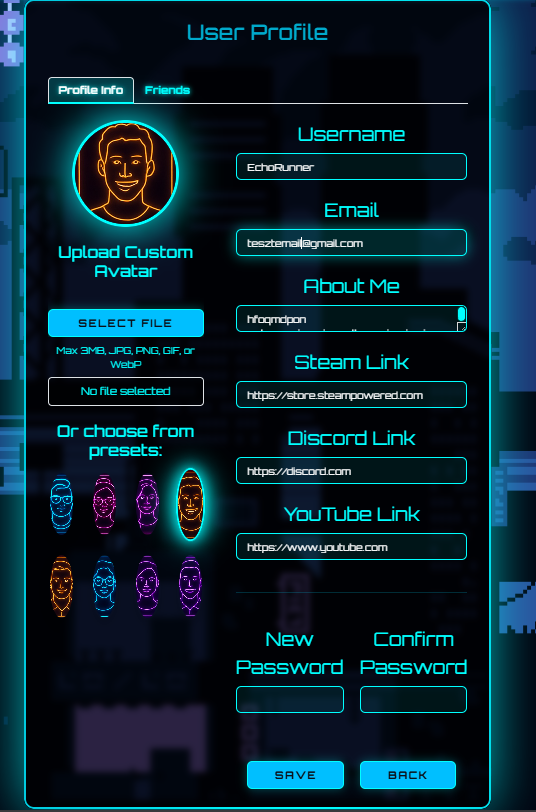 User Profile
Profile Info
Friends
Upload Custom
Avatar
SELECT FILE
Max 3MB, JPG, PNG, GIF, or
WebP
No file selected
Or choose from
presets:
Username
EchoRunner
Email
tesztemail@gmail.com
About Me
hfoqmdpon
Steam Link
https://store.steampowered.com
Discord Link
https://discord.com
YouTube Link
https://www.youtube.com
New
Password
Confirm
Password
SAVE
BACK